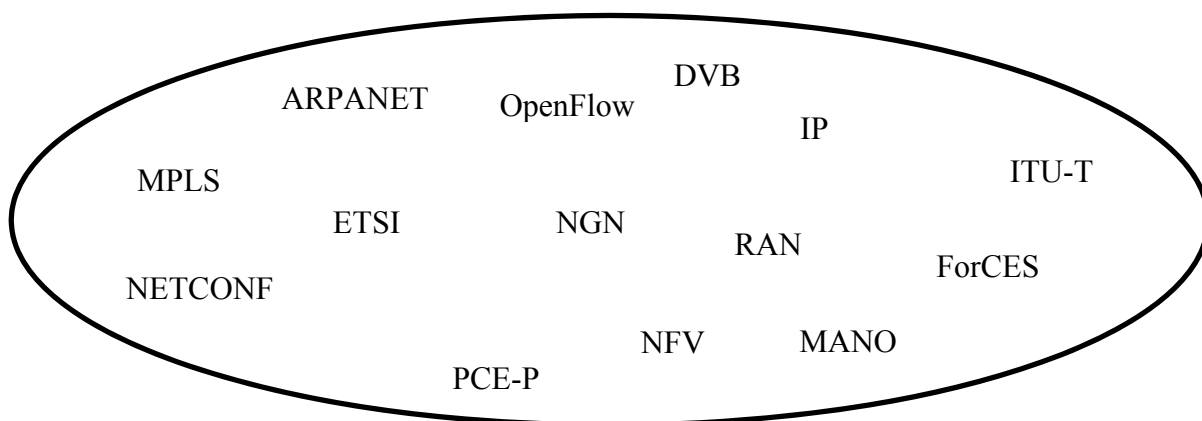 DVB
ARPANET
OpenFlow
IP
ITU-T
MPLS
ETSI
NGN
RAN
ForCES
NETCONF
NFV
MANO
PCE-P